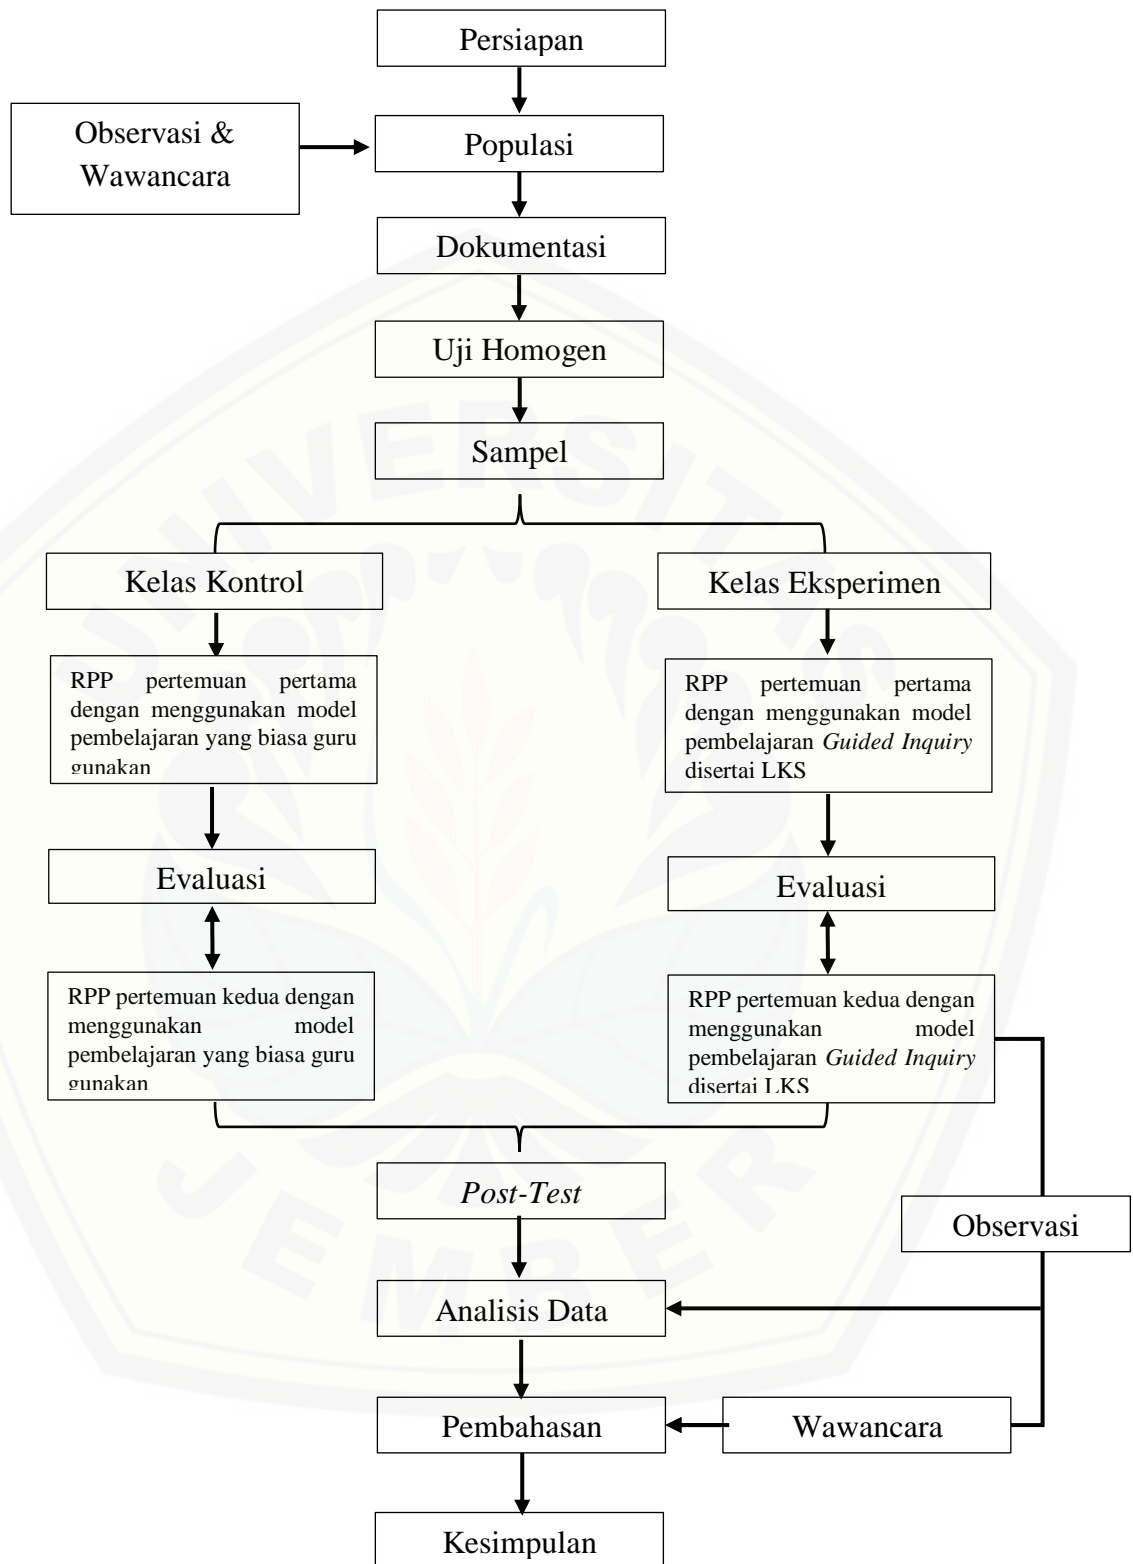 Persiapan
Observasi &
Wawancara
Populasi
Dokumentasi
Uji Homogen
Sampel
Kelas Kontrol
Kelas Eksperimen
RPP pertemuan pertama
dengan menggunakan model
pembelajaran yang biasa guru
gunakan
RPP pertemuan pertama
dengan menggunakan model
pembelajaran Guided Inquiry
disertai LKS
Evaluasi
Evaluasi
RPP pertemuan kedua dengan
menggunakan model
pembelajaran yang biasa guru
gunakan
RPP pertemuan kedua dengan
menggunakan model
pembelajaran Guided Inquiry
disertai LKS
Post-Test
Observasi
Analisis Data
Pembahasan
Wawancara
Kesimpulan
UNIVERSITAS
JEMBER